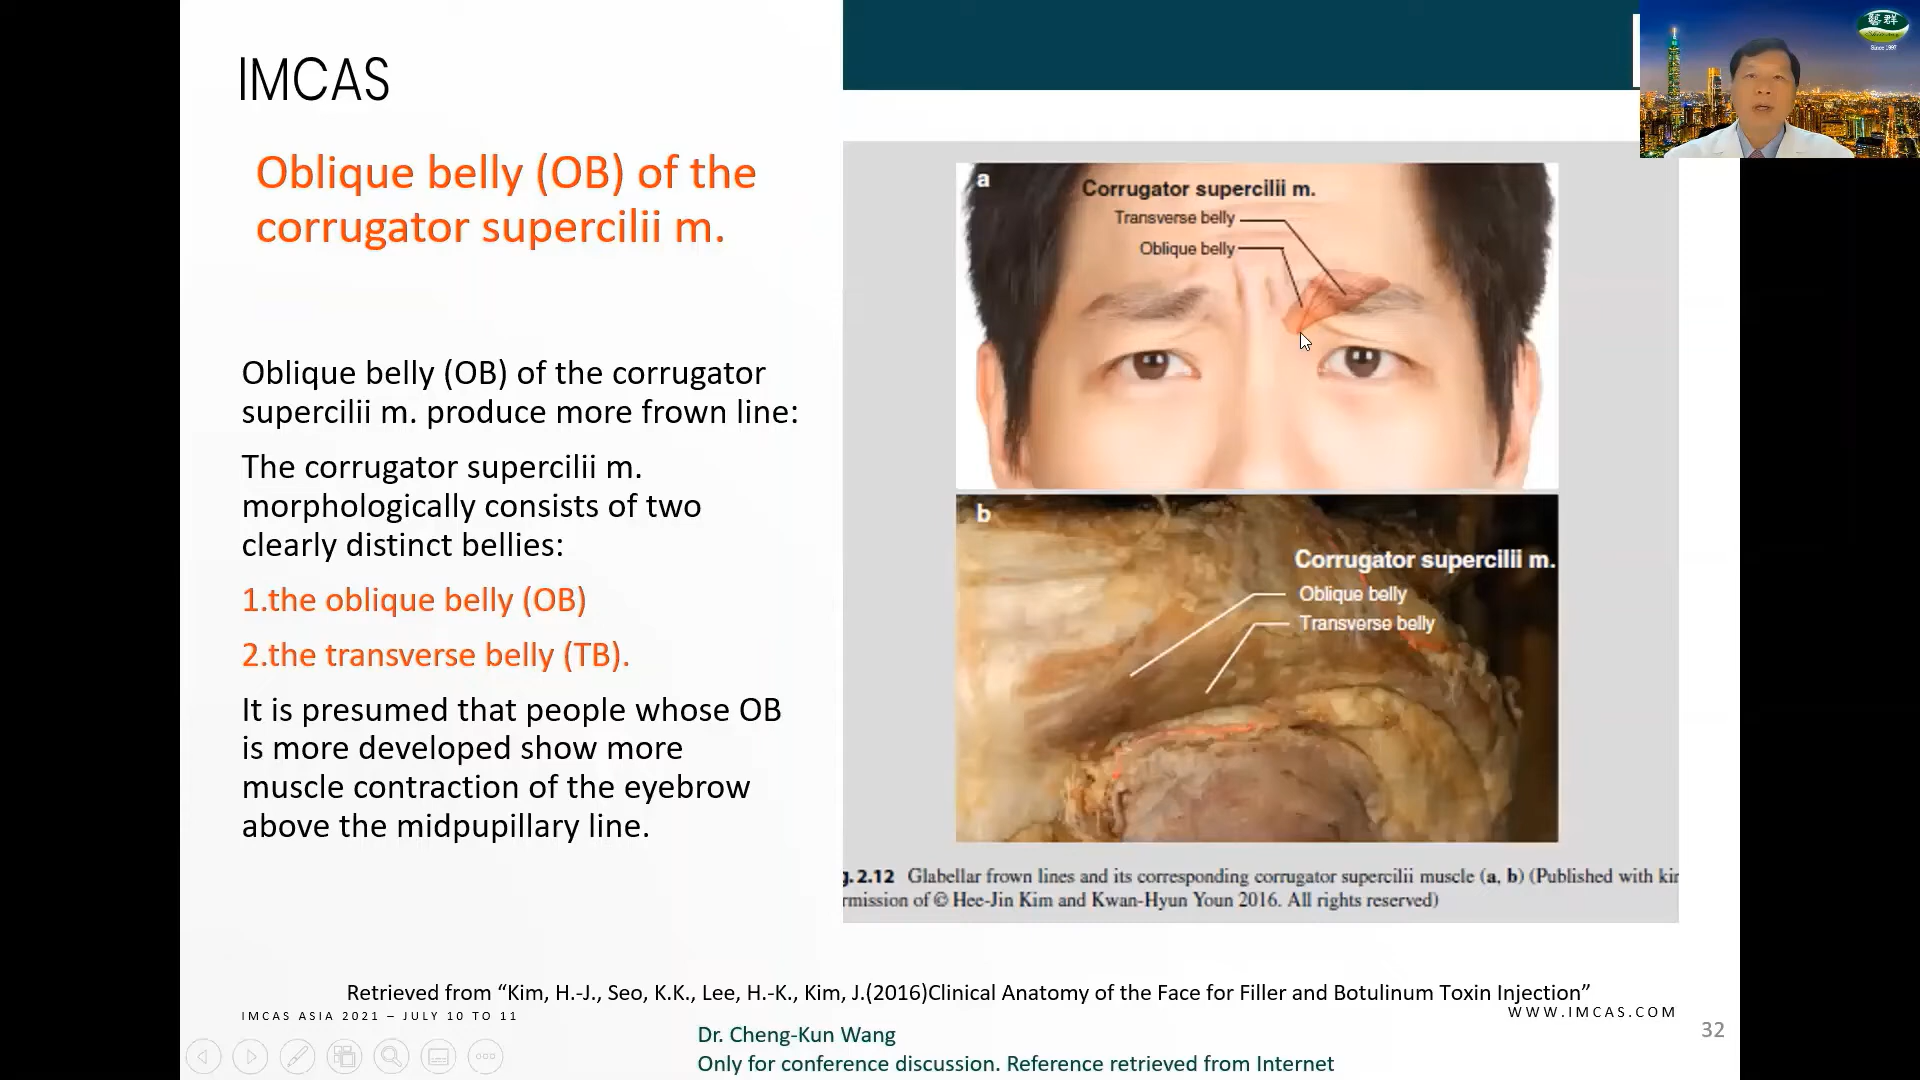 IMCAS
Oblique belly (OB) of the
corrugator supercilii m.
Oblique belly (OB) of the corrugator
supercilii m. produce more frown line:
The corrugator supercilii m.
morphologically consists of two
clearly distinct bellies:
1.the oblique belly (OB)
2.the transverse belly (TB).
It is presumed that people whose OB
is more developed show more
muscle contraction of the eyebrow
above the midpupillary line.
a
Corrugator supercilii m.
Transverse belly
Oblique belly
b
Corrugator supercilii m.
Oblique belly
Transverse belly
g. 2.12 Glabellar frown lines and its corresponding corrugator supercilii muscle (a, b) (Published with kin
rmission of © Hee-Jin Kim and Kwan-Hyun Youn 2016. All rights reserved)
Retrieved from “Kim, H.-J., Seo, K.K., Lee, H.-K., Kim, J.(2016)Clinical Anatomy of the Face for Filler and Botulinum Toxin Injection”
IMCAS ASIA 2021 – JULY 10 TO 11
WWW.IMCAS.COM
32
Dr. Cheng-Kun Wang
Only for conference discussion. Reference retrieved from Internet
藝群
Since 1997